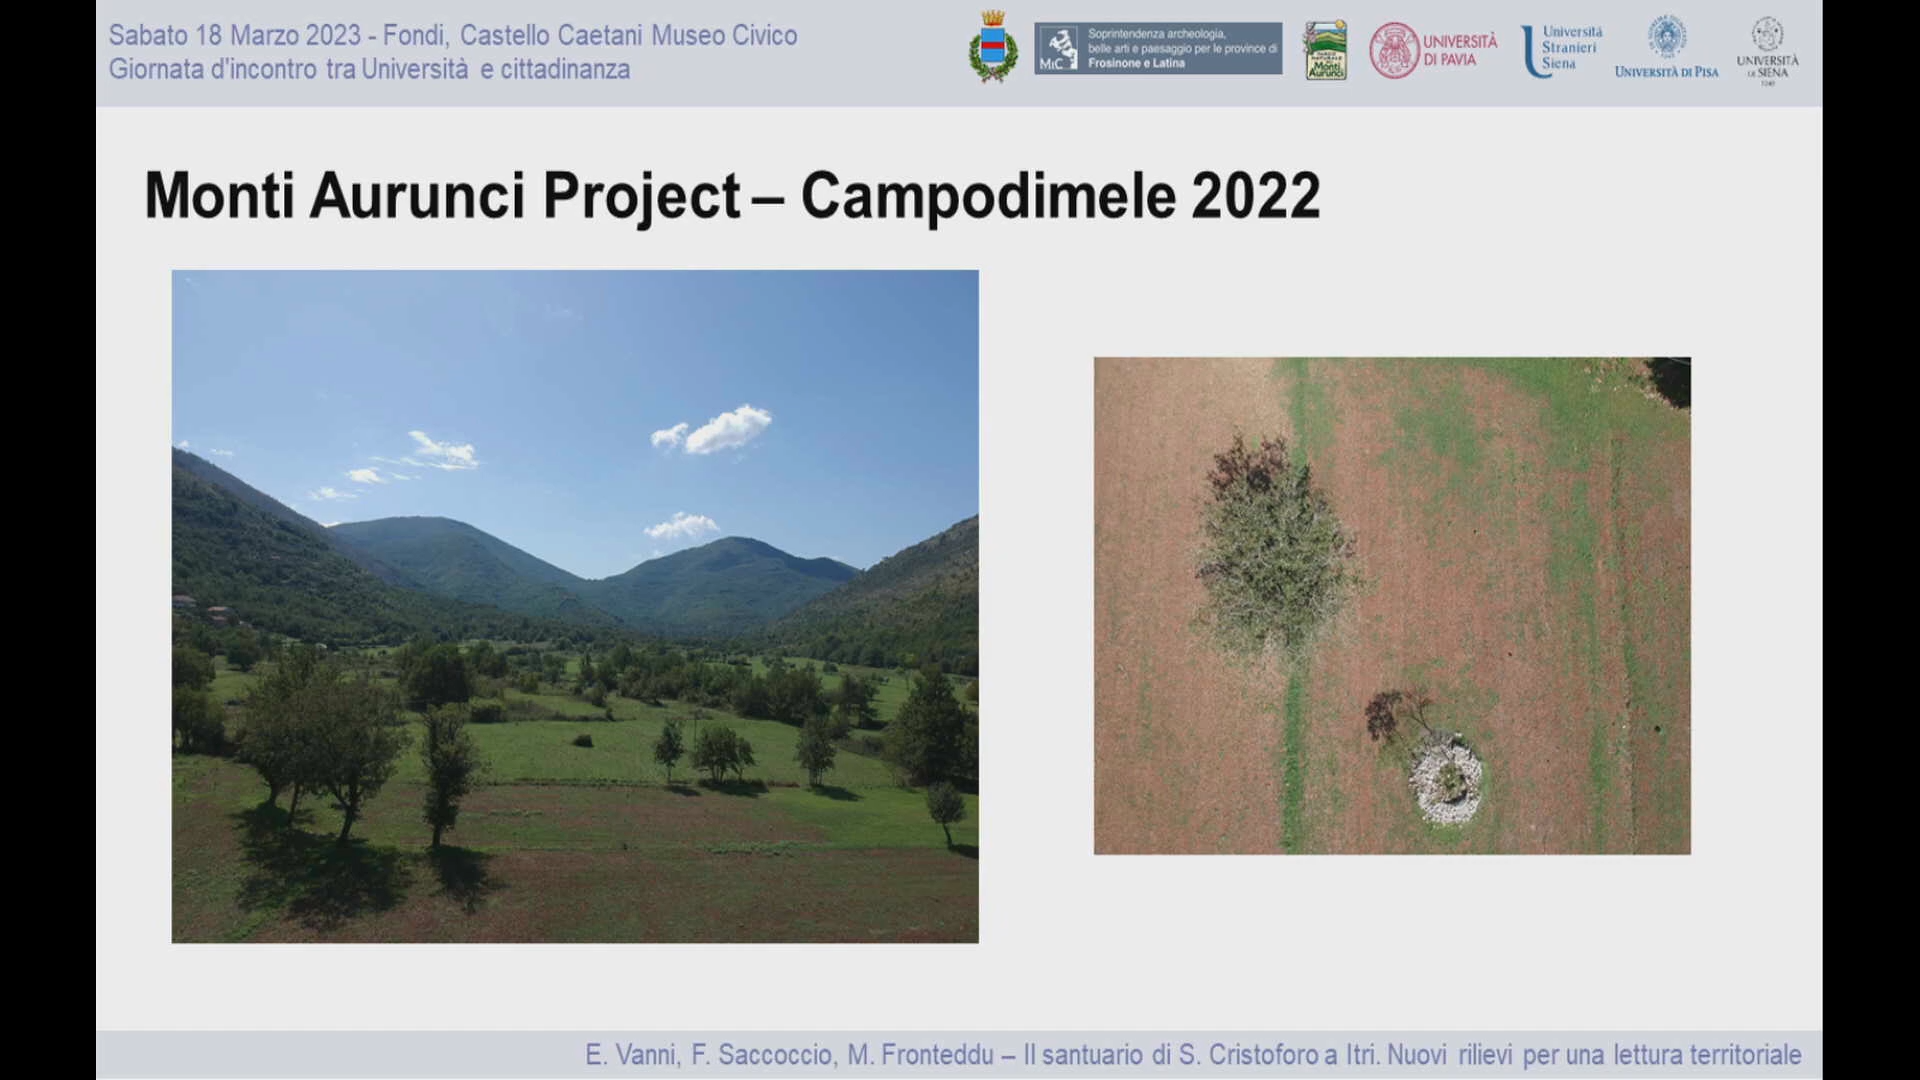 Sabato 18 Marzo 2023 - Fondi, Castello Caetani Museo Civico
Giornata d'incontro tra Università e cittadinanza
MiC
Soprintendenza archeologia,
belle arti e paesaggio per le province di
Frosinone e Latina
Monti
Aurunci
UNIVERSITÀ
DI PAVIA
Università
Stranieri
Siena
UNIVERSITÀ DI PISA
UNIVERSITÀ
DI SIENA
1240
Monti Aurunci Project – Campodimele 2022
E. Vanni, F. Saccoccio, M. Fronteddu – Il santuario di S. Cristoforo a Itri. Nuovi rilievi per una lettura territoriale